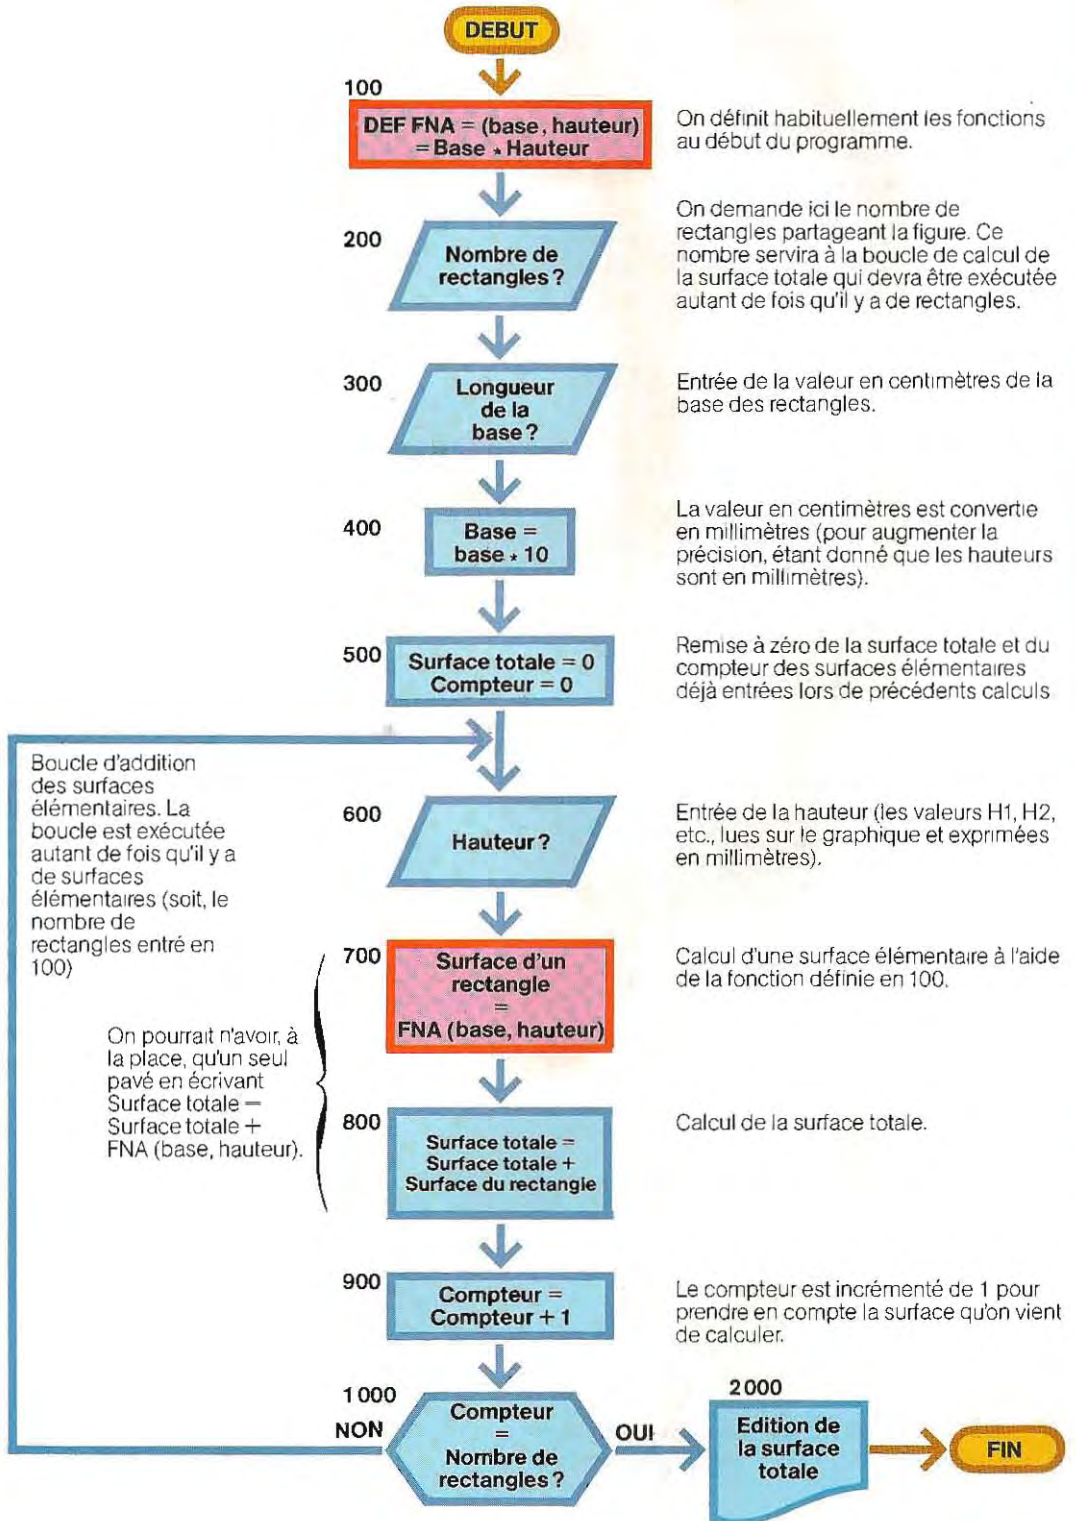 DEBUT
100
DEF FNA = (base, hauteur)
= Base * Hauteur
On définit habituellement les fonctions
au début du programme.
200
Nombre de
rectangles ?
On demande ici le nombre de
rectangles partageant la figure. Ce
nombre servira à la boucle de calcul de
la surface totale qui devra être exécutée
autant de fois qu'il y a de rectangles.
300
Longueur
de la
base ?
Entrée de la valeur en centimètres de la
base des rectangles.
400
Base =
base * 10
La valeur en centimètres est convertie
en millimètres (pour augmenter la
précision, étant donné que les hauteurs
sont en millimètres).
500
Surface totale = 0
Compteur = 0
Remise à zéro de la surface totale et du
compteur des surfaces élémentaires
déjà entrées lors de précédents calculs
Boucle d'addition
des surfaces
élémentaires. La
boucle est exécutée
autant de fois qu'il y a
de surfaces
élémentaires (soit, le
nombre de
rectangles entré en
100)
600
Hauteur ?
Entrée de la hauteur (les valeurs H1, H2,
etc., lues sur le graphique et exprimées
en millimètres).
700
Surface d'un
rectangle
=
FNA (base, hauteur)
Calcul d'une surface élémentaire à l'aide
de la fonction définie en 100.
On pourrait n'avoir, à
la place, qu'un seul
pavé en écrivant
Surface totale =
Surface totale +
FNA (base, hauteur).
800
Surface totale =
Surface totale +
Surface du rectangle
Calcul de la surface totale.
900
Compteur =
Compteur + 1
Le compteur est incrémenté de 1 pour
prendre en compte la surface qu'on vient
de calculer.
1000
NON
Compteur
=
Nombre de
rectangles ?
OUI
2000
Edition de
la surface
totale
FIN